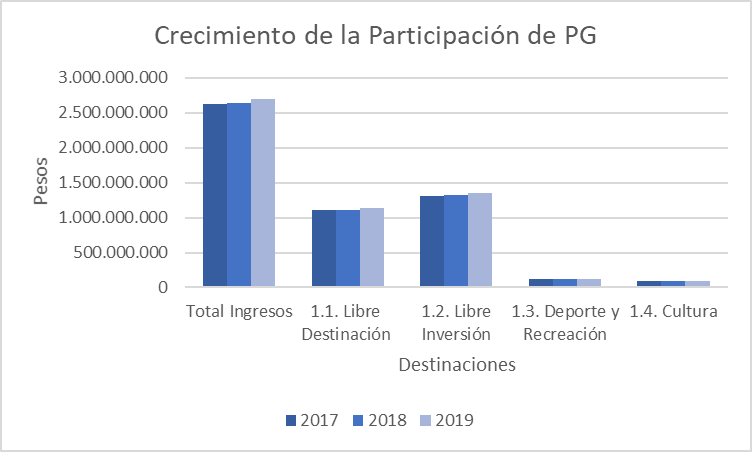 Crecimiento de la Participación de PG
3.000.000.000
2.500.000.000
2.000.000.000
1.500.000.000
1.000.000.000
500.000.000
0
Pesos
Total Ingresos
1.1. Libre
Destinación
1.2. Libre
Inversión
1.3. Deporte y
Recreación
1.4. Cultura
Destinaciones
2017
2018
2019